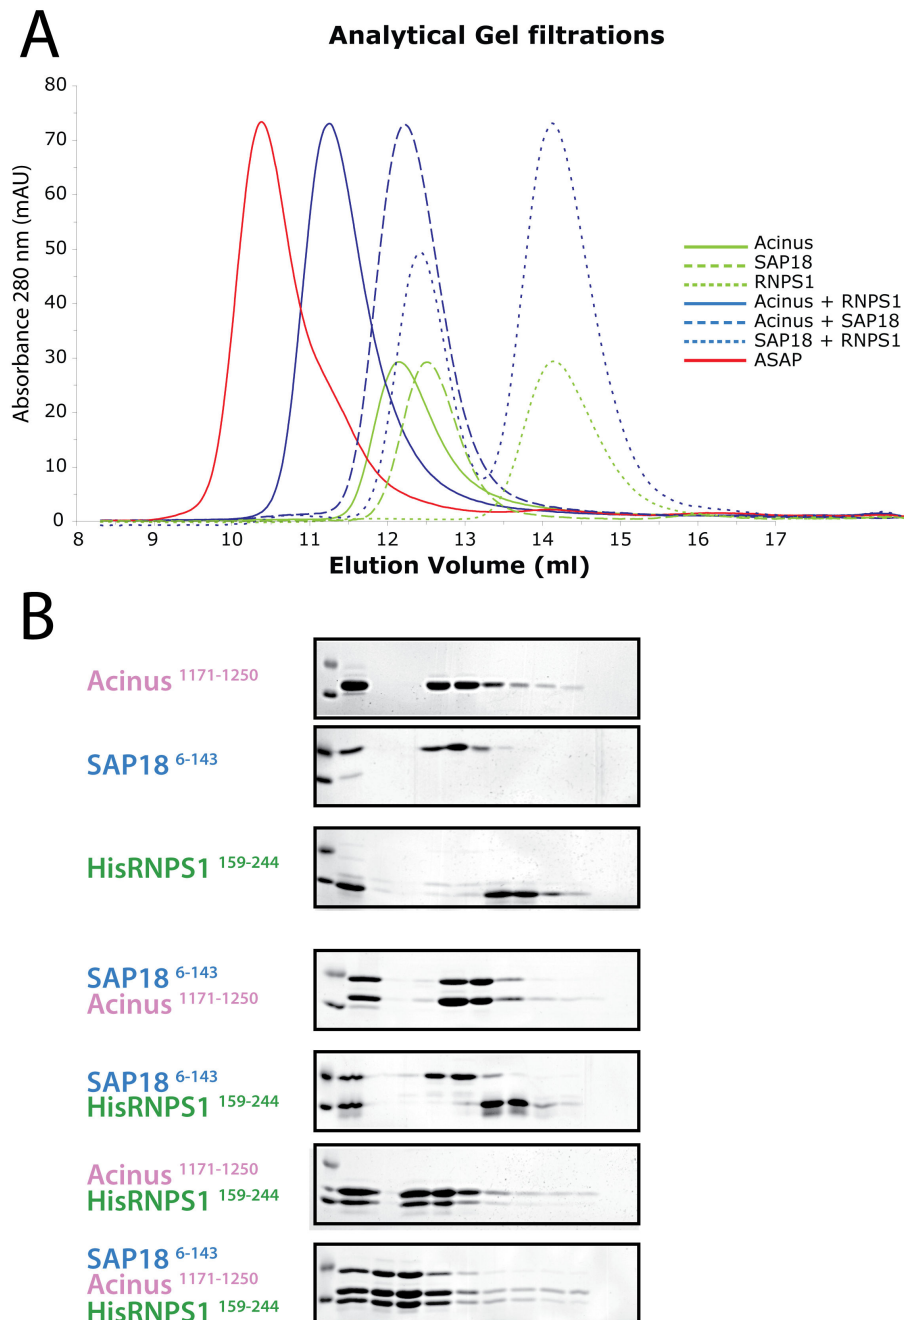 A
Analytical Gel filtrations
Absorbance 280 nm (mAU)
80
70
60
50
40
30
20
10
0
8 9 10 11 12 13 14 15 16 17
Elution Volume (ml)
Acinus
SAP18
RNPS1
Acinus + RNPS1
Acinus + SAP18
SAP18 + RNPS1
ASAP
B
Acinus 1171-1250
SAP18 6-143
HisRNPS1 159-244
SAP18 6-143
Acinus 1171-1250
SAP18 6-143
HisRNPS1 159-244
Acinus 1171-1250
HisRNPS1 159-244
SAP18 6-143
Acinus 1171-1250
HisRNPS1 159-244